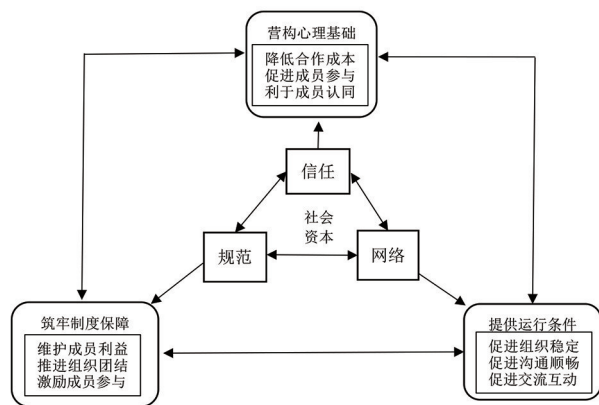 营构心理基础
降低合作成本
促进成员参与
利于成员认同
信任
社会
资本
规范
网络
筑牢制度保障
维护成员利益
推进组织团结
激励成员参与
提供运行条件
促进组织稳定
促进沟通顺畅
促进交流互动